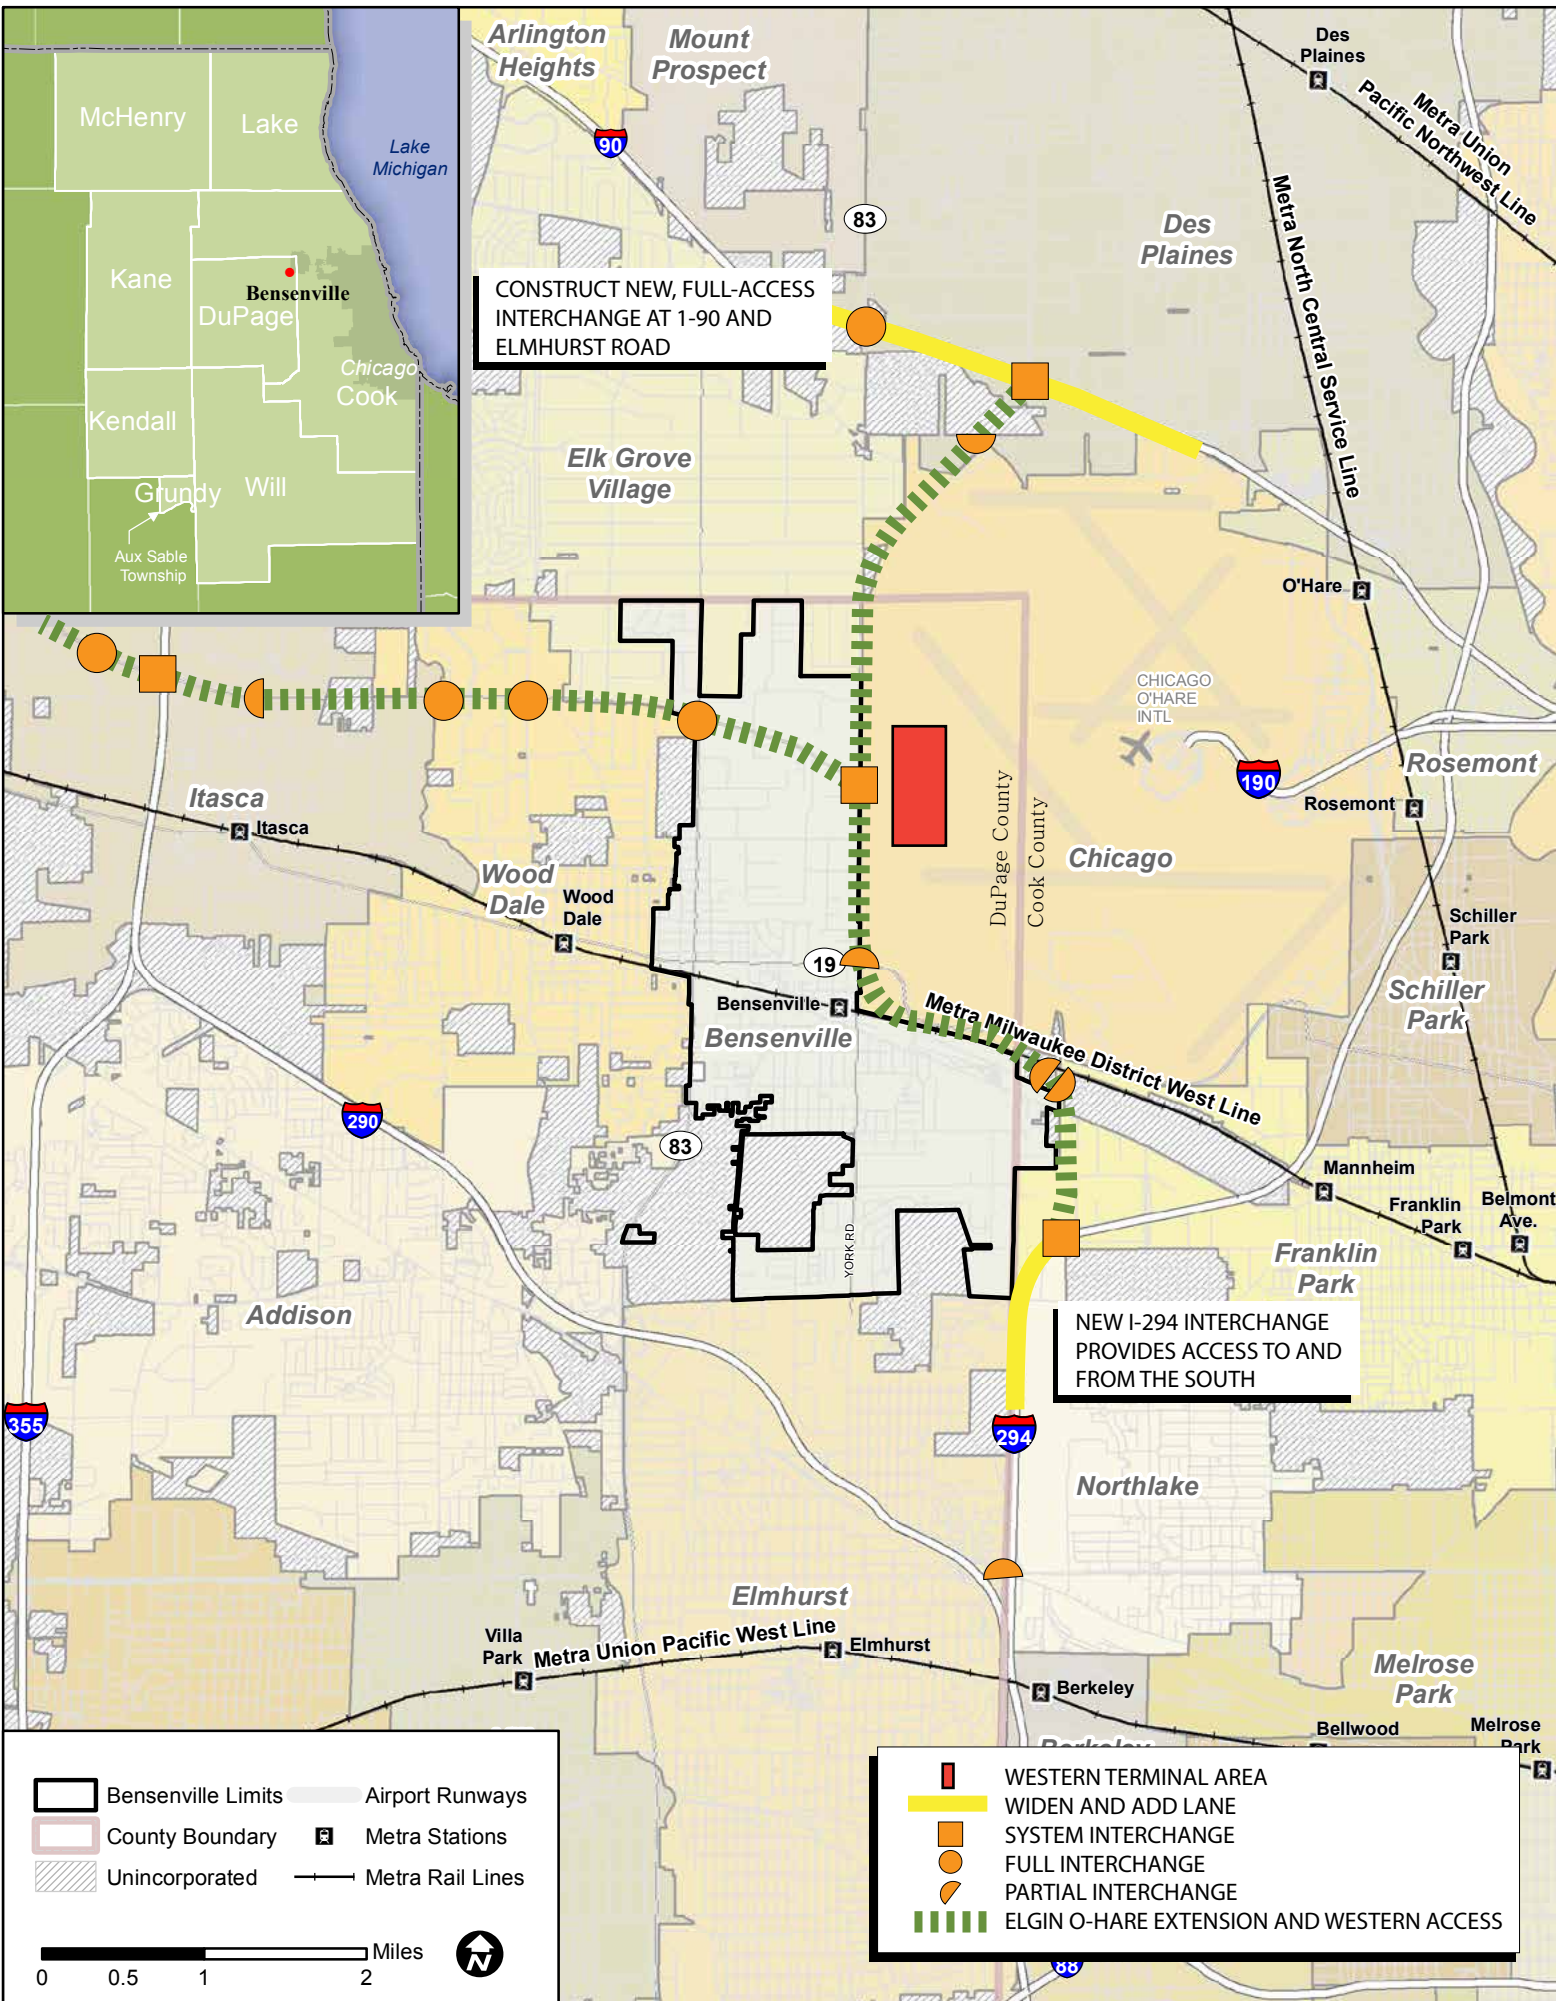 McHenry
Lake
Lake
Michigan
Kane
Bensenville
DuPage
Chicago
Cook
Kendall
Grundy
Will
Aux Sable
Township
Arlington
Heights
Mount
Prospect
Des
Plaines
Metra Union
Pacific Northwest Line
90
83
Des
Plaines
Metra North Central Service Line
CONSTRUCT NEW, FULL-ACCESS
INTERCHANGE AT 1-90 AND
ELMHURST ROAD
Elk Grove
Village
O'Hare
CHICAGO
O'HARE
INTL
190
Rosemont
Rosemont
Itasca
Itasca
Wood
Dale
Wood
Dale
DuPage County
Cook County
Chicago
Schiller
Park
Schiller
Park
19
Bensenville
Bensenville
Metra Milwaukee District West Line
290
83
Mannheim
Franklin
Park
Belmont
Ave.
YORK RD
Franklin
Park
Addison
NEW I-294 INTERCHANGE
PROVIDES ACCESS TO AND
FROM THE SOUTH
355
294
Northlake
Elmhurst
Villa
Park
Metra Union Pacific West Line
Elmhurst
Berkeley
Melrose
Park
Bellwood
Melrose
Park
Berkeley
Bensenville Limits
Airport Runways
County Boundary
Metra Stations
Unincorporated
Metra Rail Lines
Miles
0 0.5 1 2
N
WESTERN TERMINAL AREA
WIDEN AND ADD LANE
SYSTEM INTERCHANGE
FULL INTERCHANGE
PARTIAL INTERCHANGE
ELGIN O-HARE EXTENSION AND WESTERN ACCESS
88